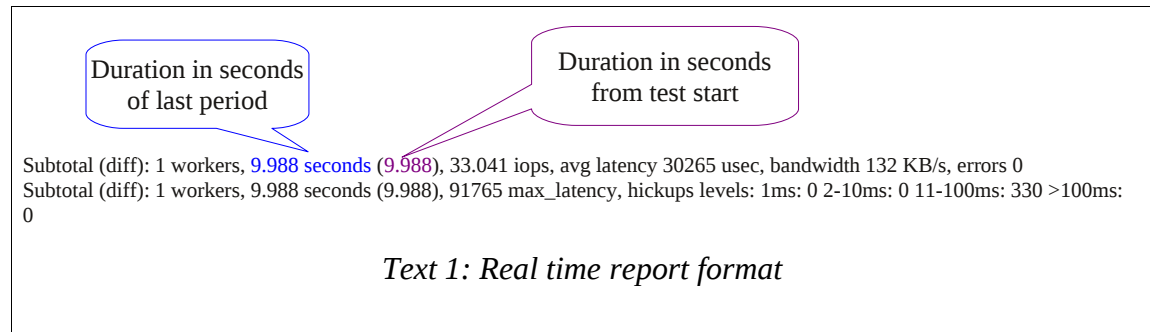 Duration in seconds
of last period
Duration in seconds
from test start
Subtotal (diff): 1 workers, 9.988 seconds (9.988), 33.041 iops, avg latency 30265 usec, bandwidth 132 KB/s, errors 0
Subtotal (diff): 1 workers, 9.988 seconds (9.988), 91765 max_latency, hickups levels: 1ms: 0 2-10ms: 0 11-100ms: 330 >100ms:
0
Text 1: Real time report format